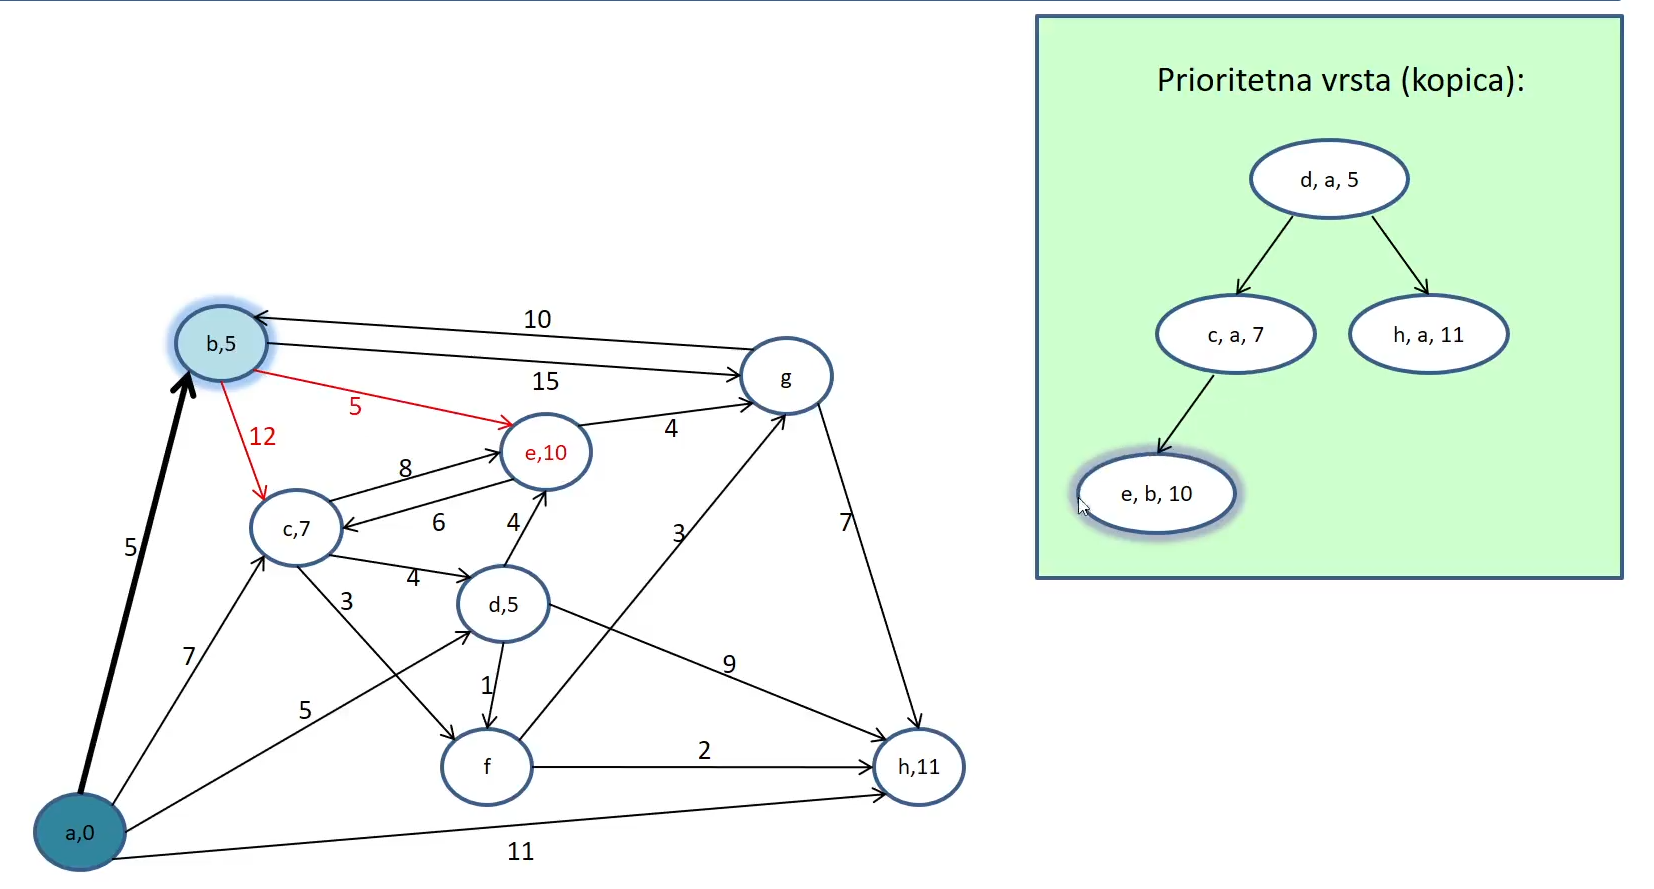 Prioritetna vrsta (kopica):
d, a, 5
c, a, 7
h, a, 11
e, b, 10
10
b,5
15
g
5
12
4
e,10
8
6
4
3
7
5
c,7
4
3
d,5
7
9
1
5
2
f
h,11
a,0
11